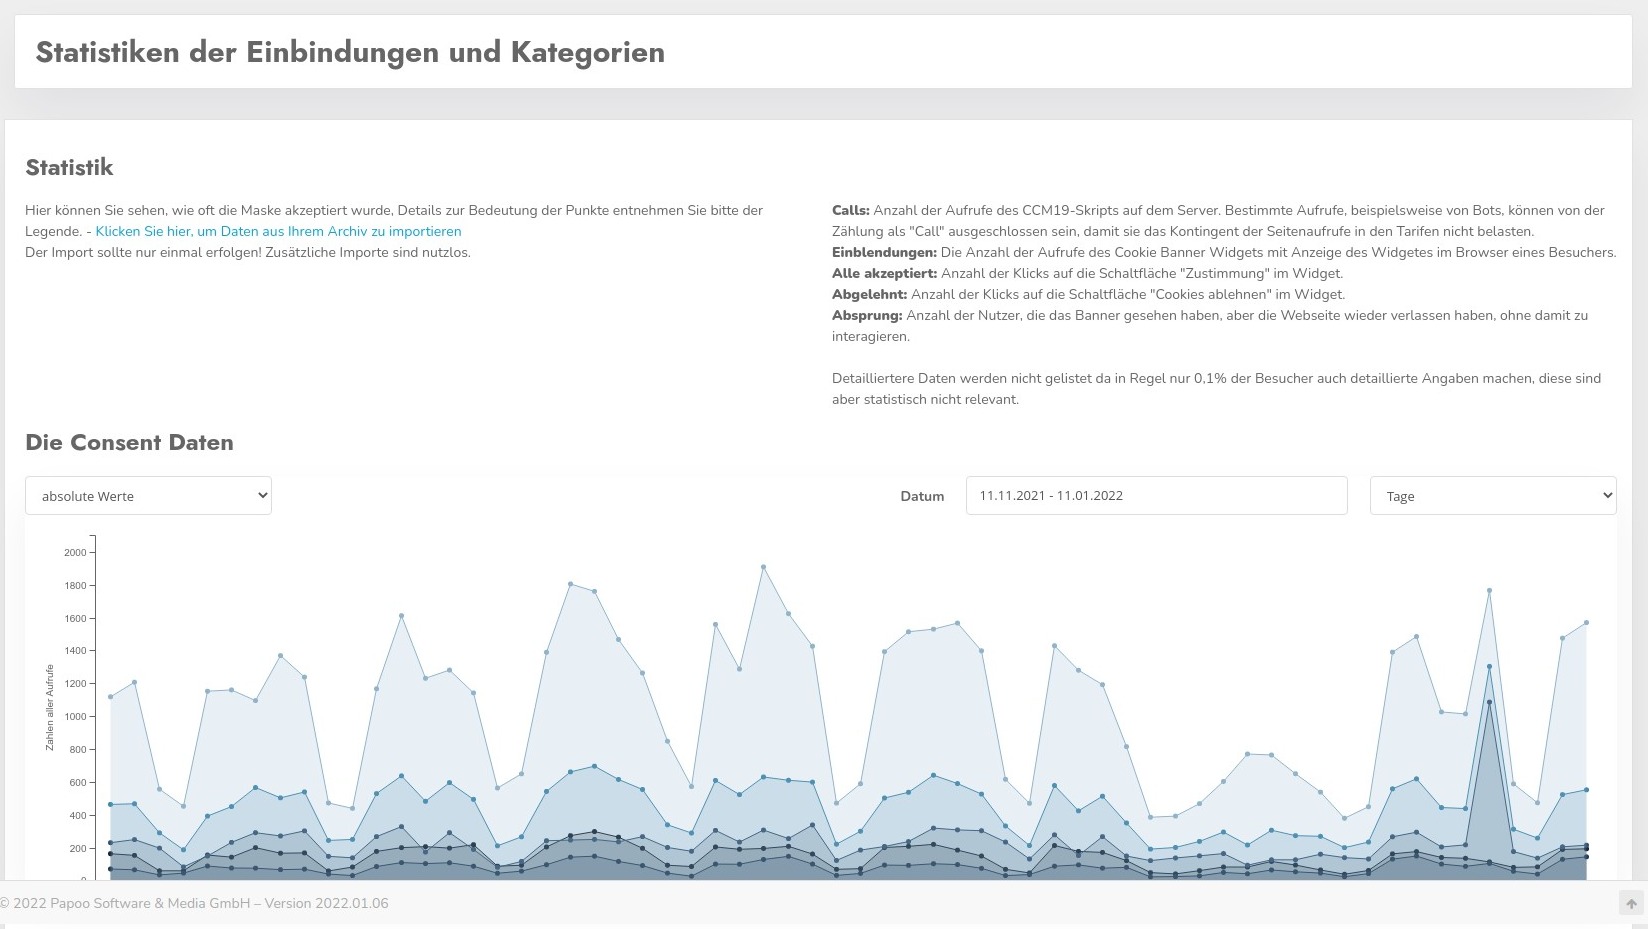 Statistiken der Einbindungen und Kategorien
Statistik
Hier können Sie sehen, wie oft die Maske akzeptiert wurde, Details zur Bedeutung der Punkte entnehmen Sie bitte der
Legende. - Klicken Sie hier, um Daten aus Ihrem Archiv zu importieren
Der Import sollte nur einmal erfolgen! Zusätzliche Importe sind nutzlos.
Calls: Anzahl der Aufrufe des CCM19-Skripts auf dem Server. Bestimmte Aufrufe, beispielsweise von Bots, können von der
Zählung als "Call" ausgeschlossen sein, damit sie das Kontingent der Seitenaufrufe in den Tarifen nicht belasten.
Einblendungen: Die Anzahl der Aufrufe des Cookie Banner Widgets mit Anzeige des Widgetes im Browser eines Besuchers.
Alle akzeptiert: Anzahl der Klicks auf die Schaltfläche "Zustimmung" im Widget.
Abgelehnt: Anzahl der Klicks auf die Schaltfläche "Cookies ablehnen" im Widget.
Absprung: Anzahl der Nutzer, die das Banner gesehen haben, aber die Webseite wieder verlassen haben, ohne damit zu
interagieren.
Detailliertere Daten werden nicht gelistet da in Regel nur 0,1% der Besucher auch detaillierte Angaben machen, diese sind
aber statistisch nicht relevant.
Die Consent Daten
absolute Werte
Datum
11.11.2021 - 11.01.2022
Tage
2000
1800
1600
1400
1200
1000
800
600
400
200
Zahlen aller Aufrufe
© 2022 Papoo Software & Media GmbH – Version 2022.01.06